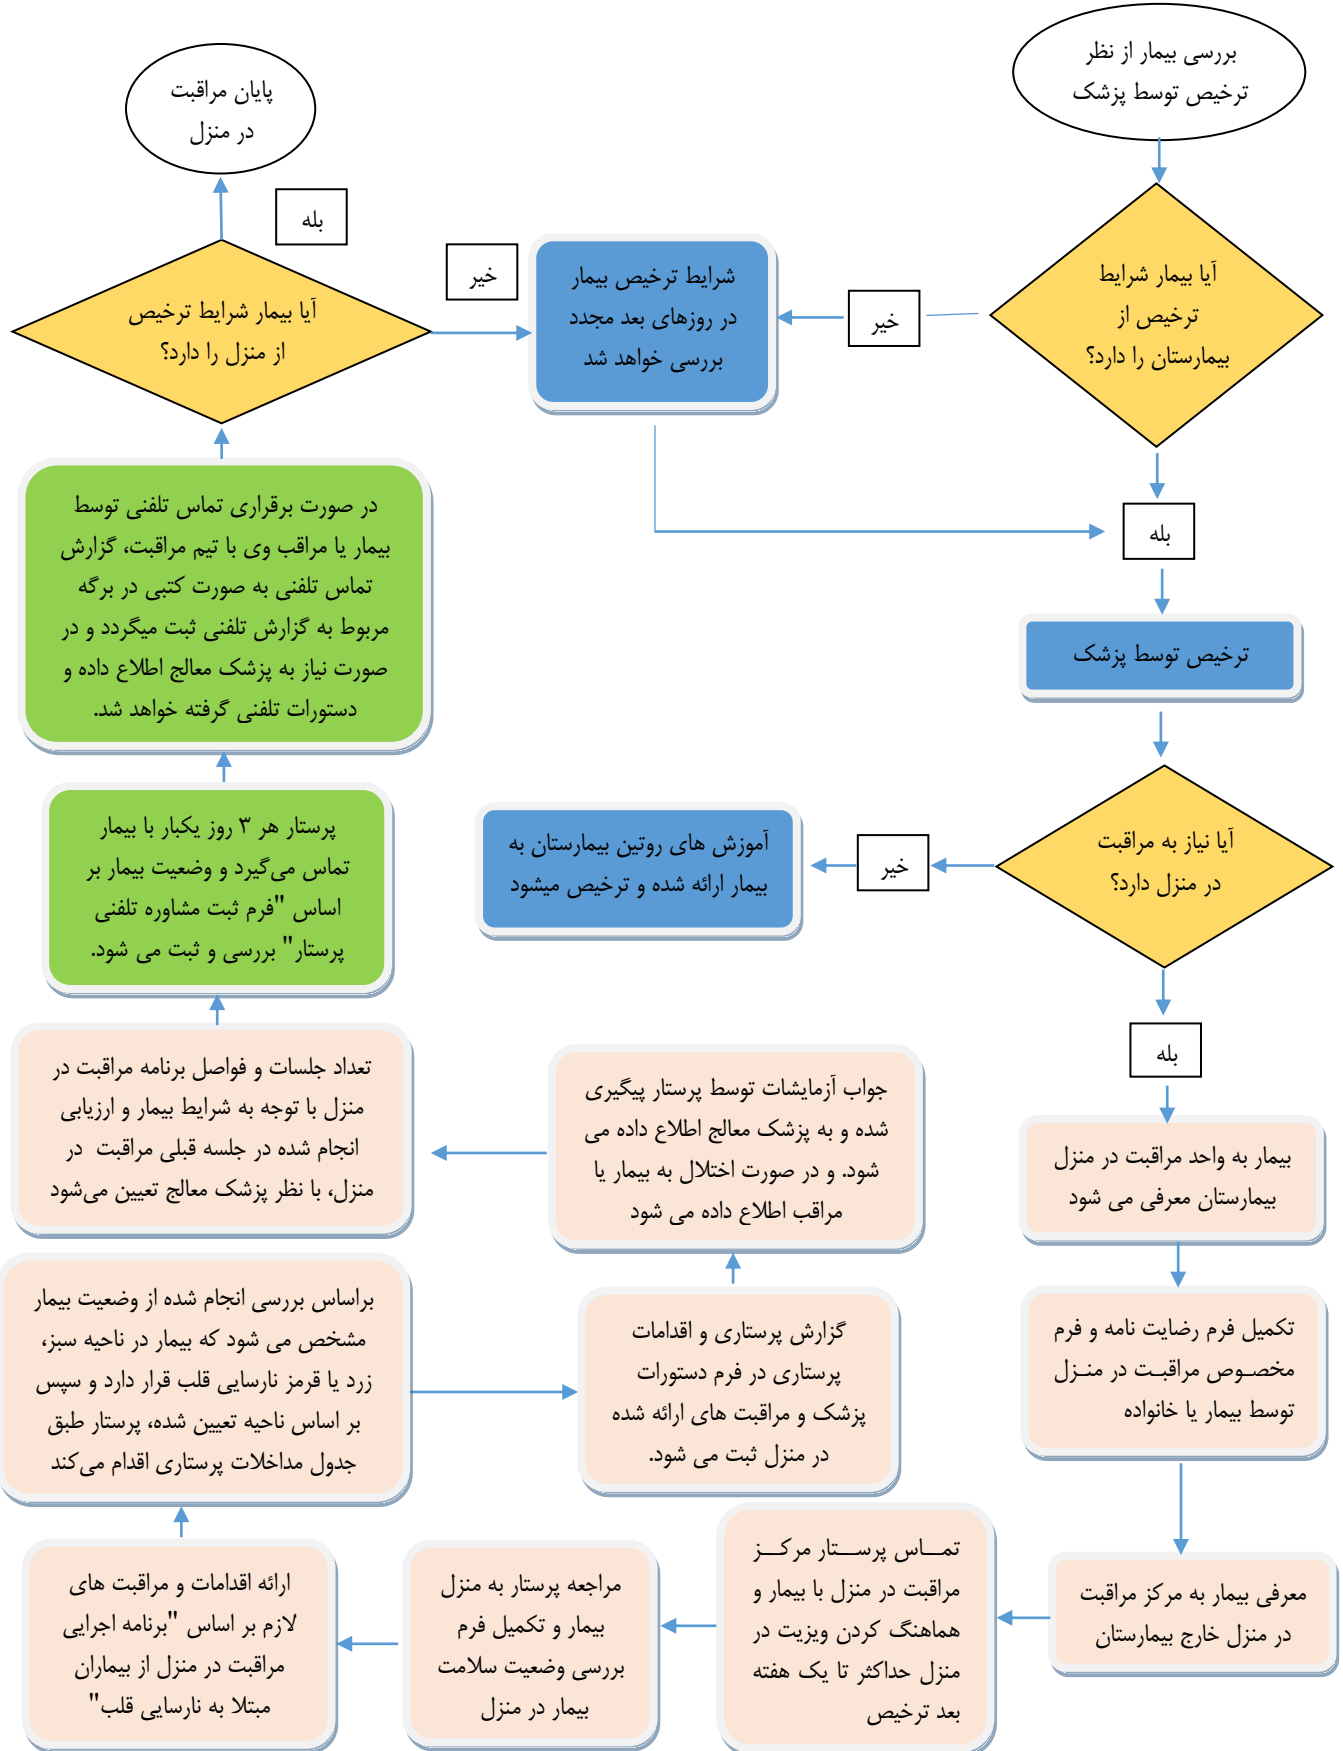 بررسی بیمار از نظر
ترخیص توسط پزشک
آیا بیمار شرایط
ترخیص از
بیمارستان را دارد؟
خیر
شرایط ترخیص بیمار
در روزهای بعد مجدد
بررسی خواهد شد
بله
ترخیص توسط پزشک
آیا نیاز به مراقبت
در منزل دارد؟
خیر
آموزش های روتین بیمارستان به
بیمار ارائه شده و ترخیص میشود
بله
بیمار به واحد مراقبت در منزل
بیمارستان معرفی می شود
تکمیل فرم رضایت نامه و فرم
مخصـوص مراقبـت در منـزل
توسط بیمار یا خانواده
معرفی بیمار به مرکز مراقبت
در منزل خارج بیمارستان
تمـــاس پرســـتار مرکـــز
مراقبت در منزل با بیمار و
هماهنگ کردن ویزیت در
منزل حداکثر تا یک هفته
بعد ترخیص
مراجعه پرستار به منزل
بیمار و تکمیل فرم
بررسی وضعیت سلامت
بیمار در منزل
ارائه اقدامات و مراقبت های
لازم بر اساس "برنامه اجرایی
مراقبت در منزل از بیماران
مبتلا به نارسایی قلب"
براساس بررسی انجام شده از وضعیت بیمار
مشخص می شود که بیمار در ناحیه سبز،
زرد یا قرمز نارسایی قلب قرار دارد و سپس
بر اساس ناحیه تعیین شده، پرستار طبق
جدول مداخلات پرستاری اقدام می‌کند
گزارش پرستاری و اقدامات
پرستاری در فرم دستورات
پزشک و مراقبت های ارائه شده
در منزل ثبت می شود.
جواب آزمایشات توسط پرستار پیگیری
شده و به پزشک معالج اطلاع داده می
شود. و در صورت اختلال به بیمار یا
مراقب اطلاع داده می شود
تعداد جلسات و فواصل برنامه مراقبت در
منزل با توجه به شرایط بیمار و ارزیابی
انجام شده در جلسه قبلی مراقبت در
منزل، با نظر پزشک معالج تعیین می‌شود
پرستار هر ۳ روز یکبار با بیمار
تماس می‌گیرد و وضعیت بیمار بر
اساس "فرم ثبت مشاوره تلفنی
پرستار" بررسی و ثبت می شود.
در صورت برقراری تماس تلفنی توسط
بیمار یا مراقب وی با تیم مراقبت، گزارش
تماس تلفنی به صورت کتبی در برگه
مربوط به گزارش تلفنی ثبت میگردد و در
صورت نیاز به پزشک معالج اطلاع داده و
دستورات تلفنی گرفته خواهد شد.
آیا بیمار شرایط ترخیص
از منزل را دارد؟
خیر
بله
پایان مراقبت
در منزل